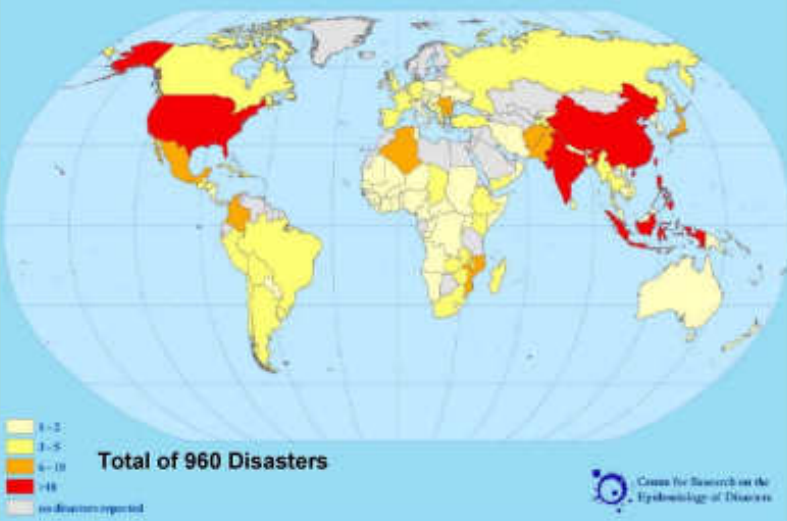 1 - 2
3 - 5
6 - 10
>10
no disasters reported
Total of 960 Disasters
Centre for Research on the
Epidemiology of Disasters